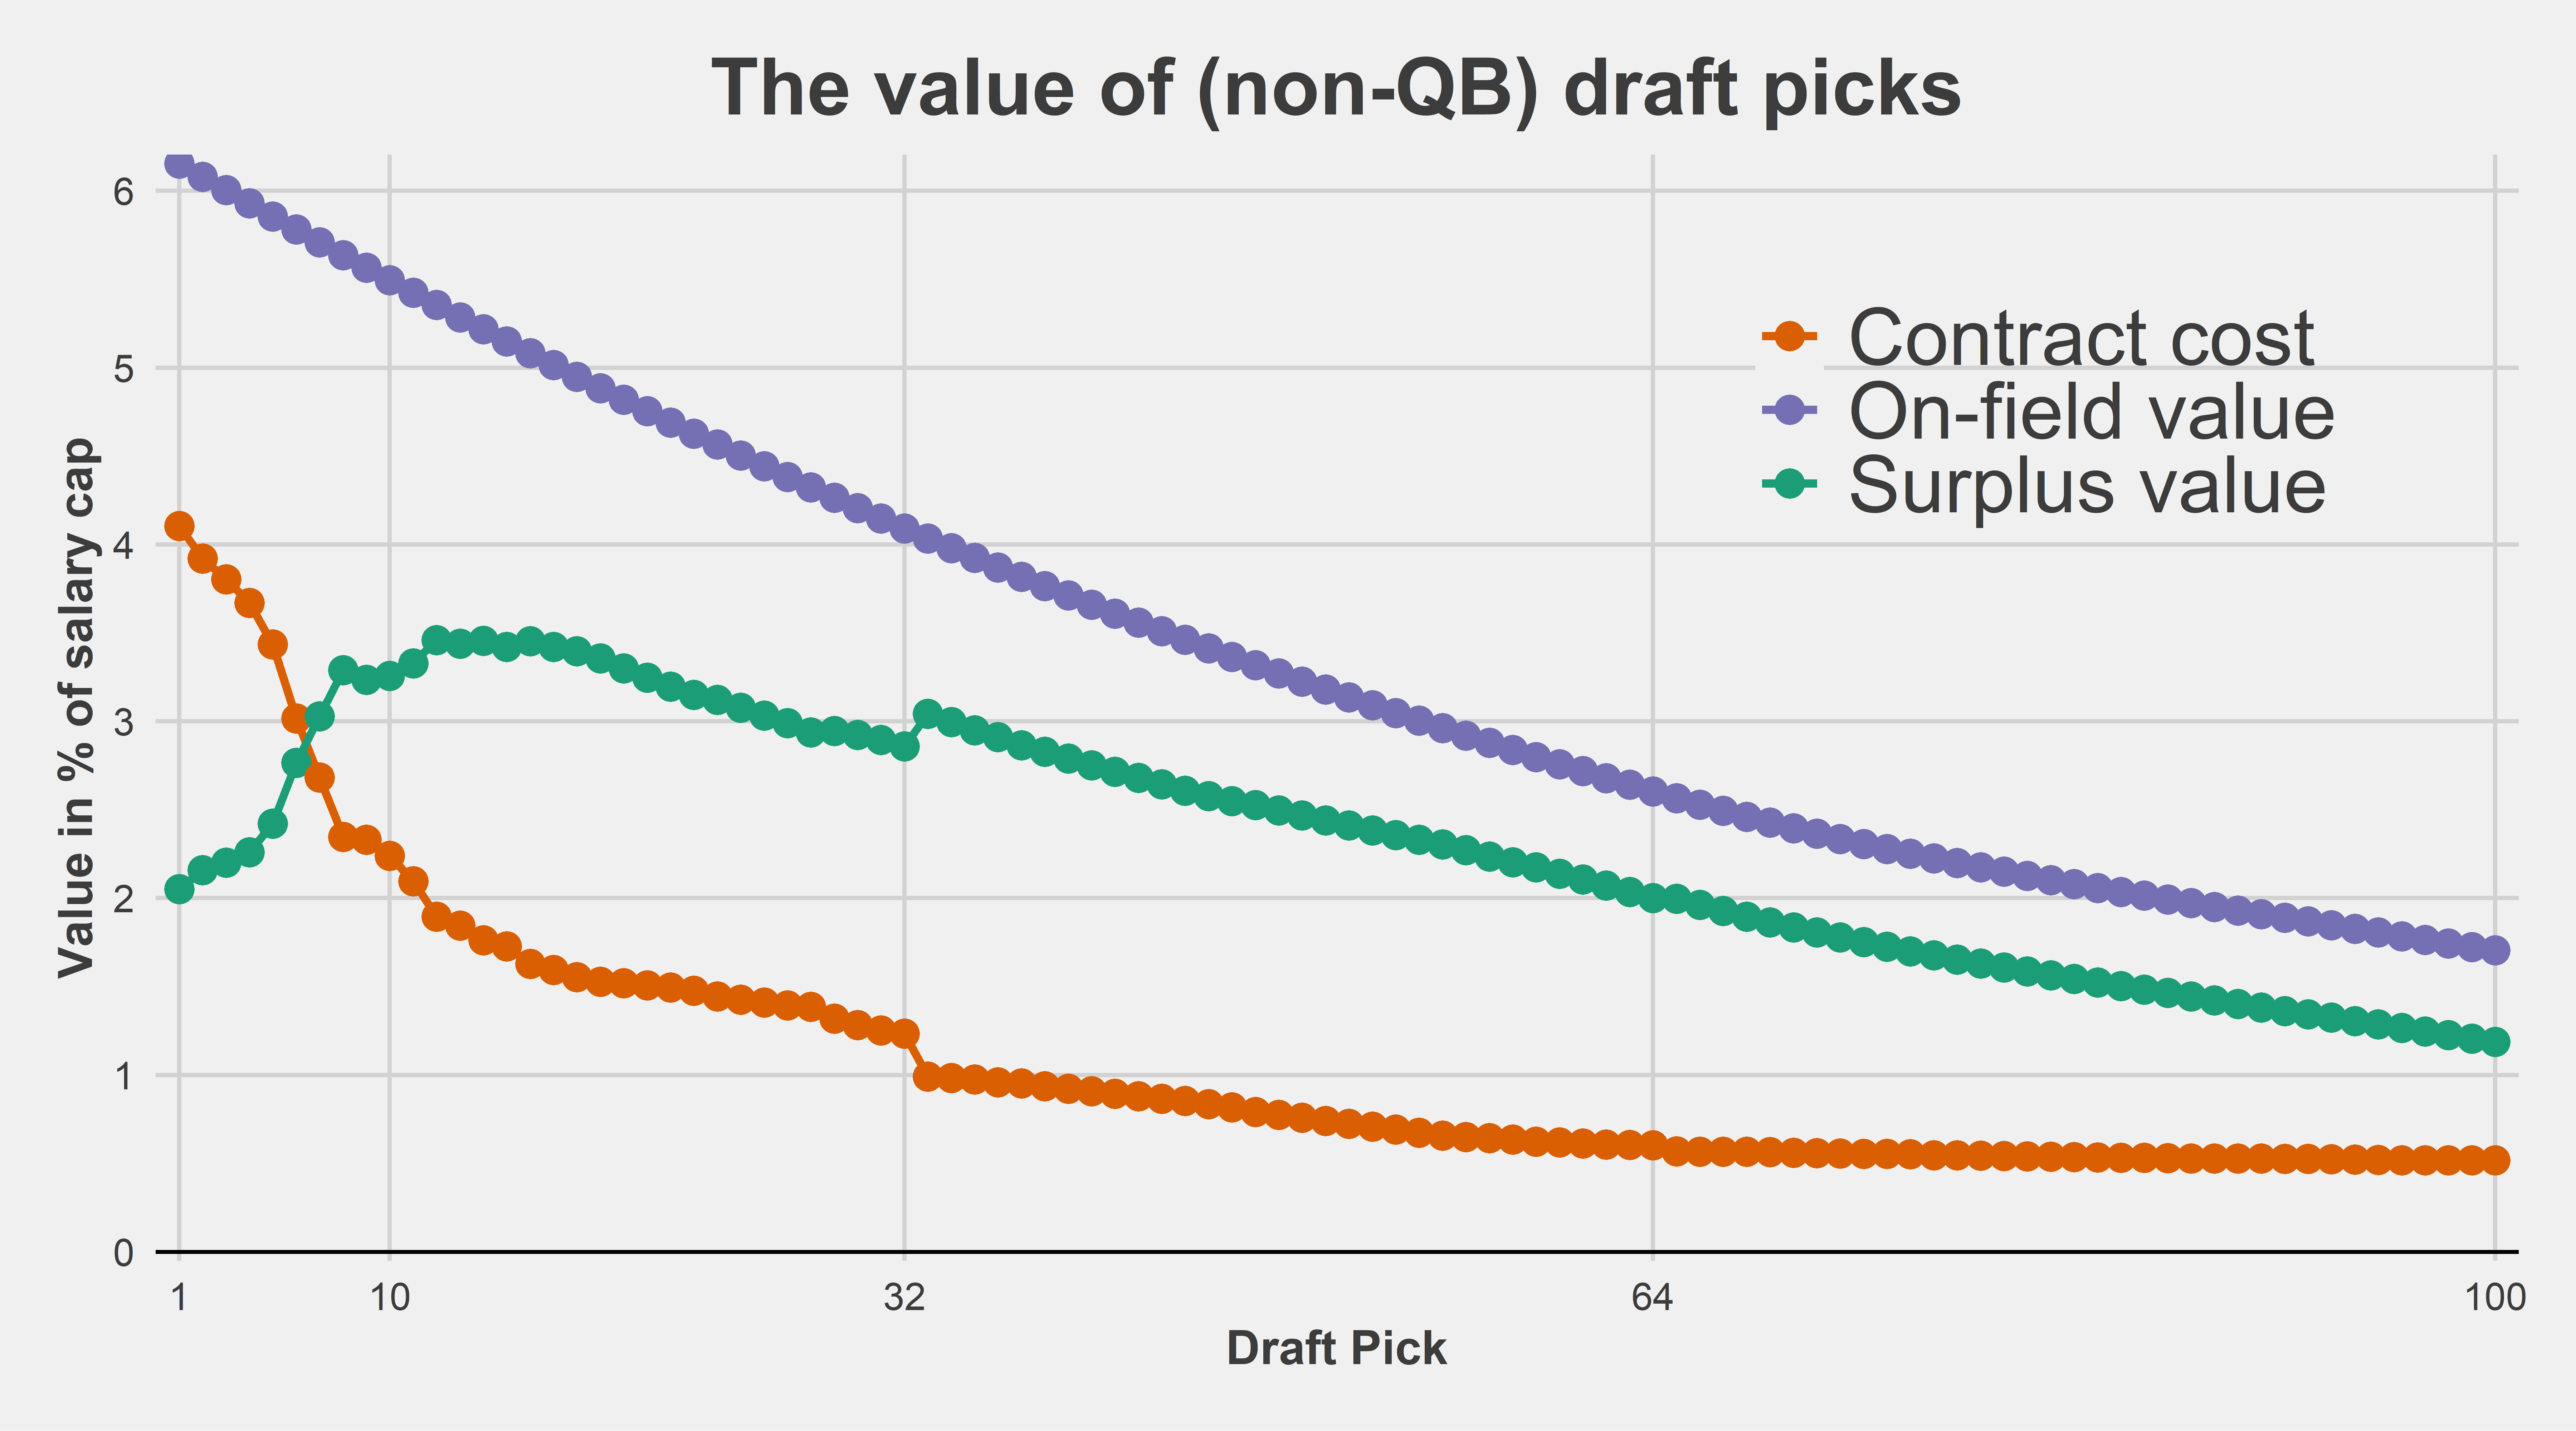 The value of (non-QB) draft picks
Value in % of salary cap
6
5
4
3
2
1
0
Contract cost
On-field value
Surplus value
1 10 32 64 100
Draft Pick